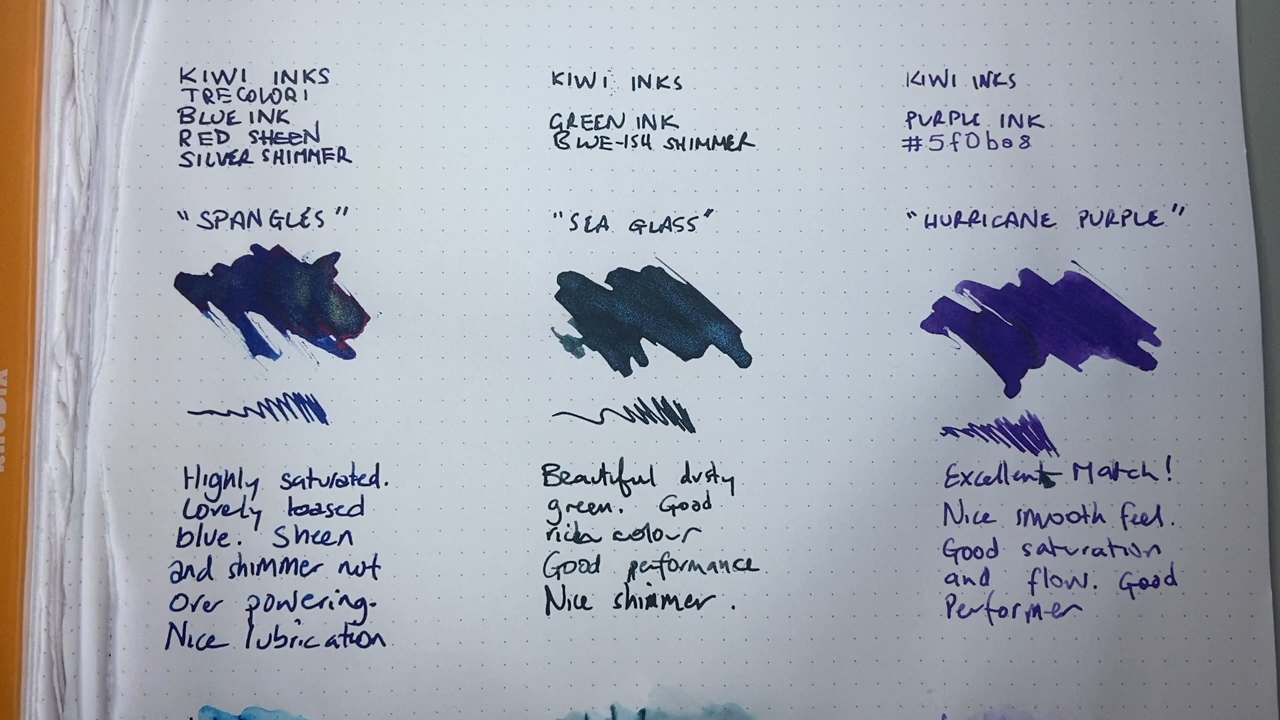 KIWI INKS
TRECOLORI
BLUE INK
RED SHEEN
SILVER SHIMMER
"SPANGLES"
Highly saturated.
Lovely based
blue. Sheen
and shimmer not
over powering.
Nice lubrication
KIWI INKS
GREEN INK
BLUE-ISH SHIMMER
"SEA GLASS"
Beautiful dusty
green. Good
rich colour
Good performance
Nice shimmer.
KIWI INKS
PURPLE INK
#5f0be8
"HURRICANE PURPLE"
Excellent Match!
Nice smooth feel.
Good saturation
and flow. Good
Performer
RHODIA